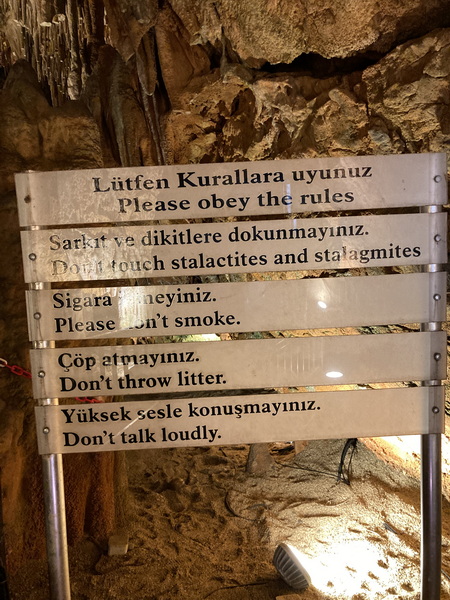 Lütfen Kurallara uyunuz
Please obey the rules
Sarkıt ve dikitlere dokunmayınız.
Don't touch stalactites and stalagmites
Sigara
Please don't smoke.
Çöp atmayınız.
Don't throw litter.
Yüksek sesle konuşmayınız.
Don't talk loudly.